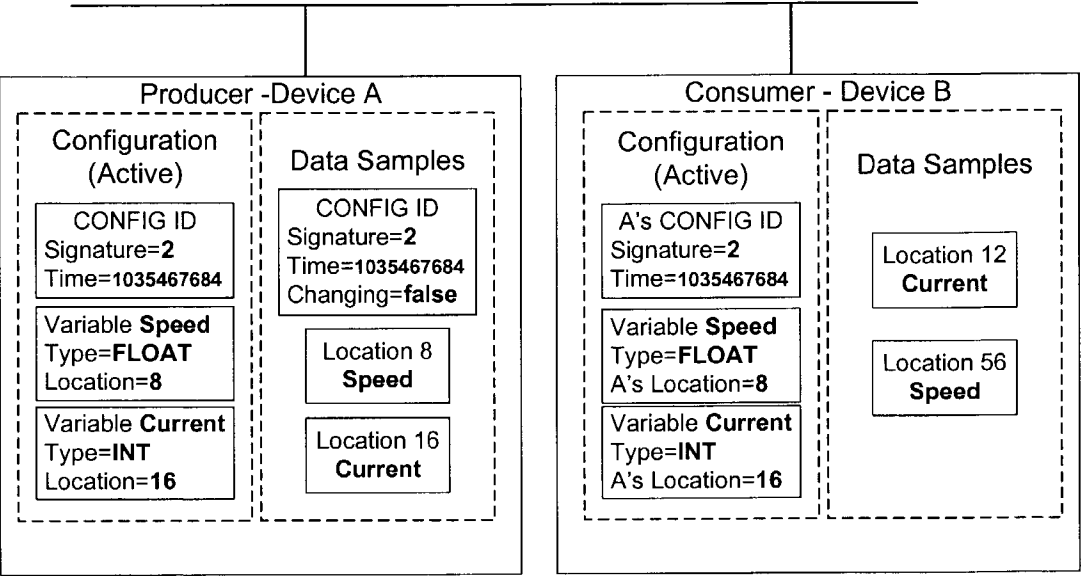 Producer -Device A
Configuration
(Active)
CONFIG ID
Signature=2
Time=1035467684
Variable Speed
Type=FLOAT
Location=8
Variable Current
Type=INT
Location=16
Data Samples
CONFIG ID
Signature=2
Time=1035467684
Changing=false
Location 8
Speed
Location 16
Current
Consumer - Device B
Configuration
(Active)
A's CONFIG ID
Signature=2
Time=1035467684
Variable Speed
Type=FLOAT
A's Location=8
Variable Current
Type=INT
A's Location=16
Data Samples
Location 12
Current
Location 56
Speed